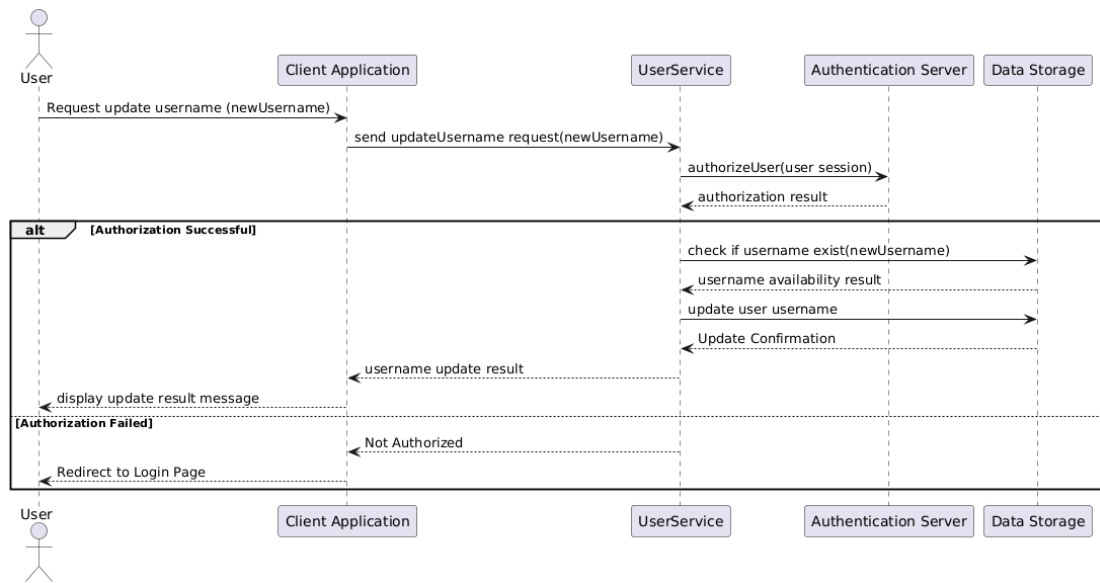 User
Client Application
UserService
Authentication Server
Data Storage
Request update username (newUsername)
send updateUsername request(newUsername)
authorizeUser(user session)
authorization result
alt
[Authorization Successful]
check if username exist(newUsername)
username availability result
update user username
Update Confirmation
username update result
display update result message
[Authorization Failed]
Not Authorized
Redirect to Login Page
User
Client Application
UserService
Authentication Server
Data Storage